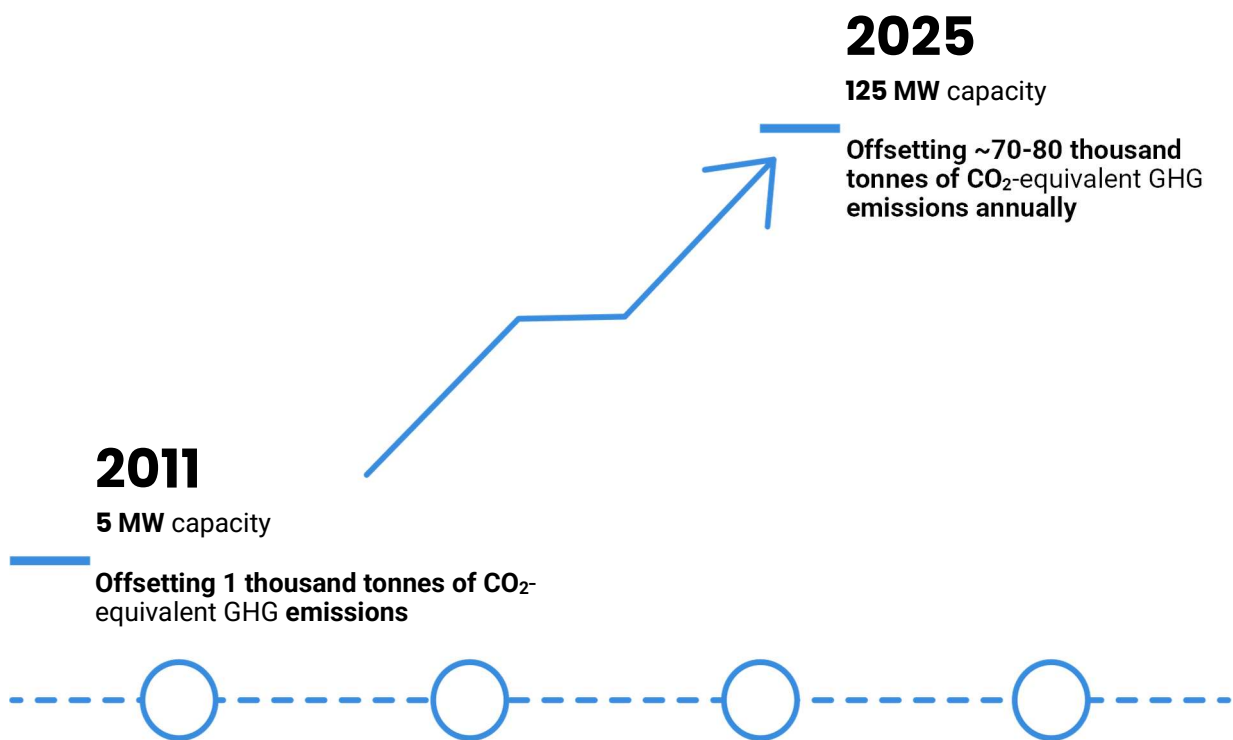 2025
125 MW capacity
Offsetting ~70-80 thousand
tonnes of CO₂-equivalent GHG
emissions annually
2011
5 MW capacity
Offsetting 1 thousand tonnes of CO₂-
equivalent GHG emissions